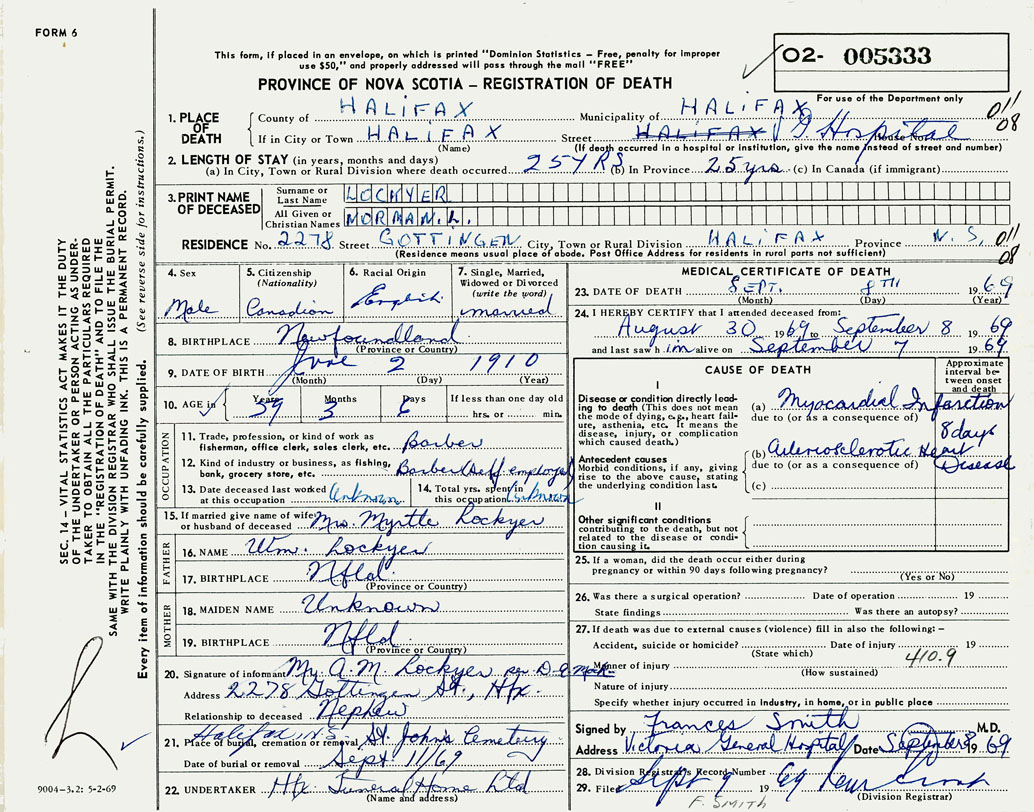 FORM 6
This form, if placed in an envelope, on which is printed "Dominion Statistics – Free, penalty for improper
use $50," and properly addressed will pass through the mail "FREE"
PROVINCE OF NOVA SCOTIA – REGISTRATION OF DEATH
02- 005333
For use of the Department only
011
08
1. PLACE OF DEATH
County of HALIFAX Municipality of HALIFAX
If in City or Town HALIFAX Street HALIFAX VG Hospital
(Name) House No.
(If death occurred in a hospital or institution, give the name instead of street and number)
2. LENGTH OF STAY (in years, months and days)
(a) In City, Town or Rural Division where death occurred 25 YRS (b) In Province 25 yrs. (c) In Canada (if immigrant)
3. PRINT NAME OF DECEASED
Surname or Last Name LOCKYER
All Given or Christian Names NORMAN. L.
RESIDENCE No. 2278 Street GOTTINGEN City, Town or Rural Division HALIFAX Province N.S.
011
08
(Residence means usual place of abode. Post Office Address for residents in rural parts not sufficient)
4. Sex
Male
5. Citizenship
(Nationality)
Canadian
6. Racial Origin
English
7. Single, Married,
Widowed or Divorced
(write the word)
married
8. BIRTHPLACE Newfoundland
(Province or Country)
9. DATE OF BIRTH June 2 1910
(Month) (Day) (Year)
10. AGE in
Years Months Days If less than one day old
59 3 6 hrs. or min.
OCCUPATION
11. Trade, profession, or kind of work as
fisherman, office clerk, sales clerk, etc. Barber
12. Kind of industry or business, as fishing,
bank, grocery store, etc. Barber (self employed)
13. Date deceased last worked
at this occupation Unknown
14. Total yrs. spent in
this occupation Unknown
15. If married give name of wife
or husband of deceased Mrs. Myrtle Lockyer
FATHER
16. NAME Wm. Lockyer
17. BIRTHPLACE Nfld.
(Province or Country)
MOTHER
18. MAIDEN NAME Unknown
19. BIRTHPLACE Nfld
(Province or Country)
20. Signature of informant Mr A. M. Lockyer per D.
Address 2278 Gottingen St., Hfx.
Relationship to deceased Nephew
Halifax, N.S.
21. Place of burial, cremation or removal St. John's Cemetery
Date of burial or removal Sept 11/69
22. UNDERTAKER Hfx Funeral Home Ltd
(Name and address)
MEDICAL CERTIFICATE OF DEATH
23. DATE OF DEATH SEPT. 8TH 1969
(Month) (Day) (Year)
24. I HEREBY CERTIFY that I attended deceased from:
August 30 1969 to September 8 1969
and last saw him alive on September 7 1969
CAUSE OF DEATH
Approximate
interval be-
tween onset
and death
I
Disease or condition directly lead-
ing to death (This does not mean
the mode of dying, e.g., heart fail-
ure, asthenia, etc. It means the
disease, injury, or complication
which caused death.)
(a) Myocardial Infarction
due to (or as a consequence of)
8 days
Antecedent causes
Morbid conditions, if any, giving
rise to the above cause, stating
the underlying condition last.
(b) Arteriosclerotic Heart Disease
due to (or as a consequence of)
(c)
II
Other significant conditions
contributing to the death, but not
related to the disease or condi-
tion causing it.
25. If a woman, did the death occur either during
pregnancy or within 90 days following pregnancy?
(Yes or No)
26. Was there a surgical operation? Date of operation 19
State findings Was there an autopsy?
27. If death was due to external causes (violence) fill in also the following: –
Accident, suicide or homicide? Date of injury 19
(State which)
410.9
Manner of injury
(How sustained)
Nature of injury
Specify whether injury occurred in industry, in home, or in public place
Signed by Frances Smith M.D.
Address Victoria General Hospital Date September 8 1969
28. Division Registrar's Record Number
29. Filed Sept 9 1969
(Division Registrar)
F. SMITH
SEC. 14 – VITAL STATISTICS ACT MAKES IT THE DUTY
OF THE UNDERTAKER OR PERSON ACTING AS UNDER-
TAKER TO OBTAIN ALL THE PARTICULARS REQUIRED
IN THE "REGISTRATION OF DEATH" AND TO FILE THE
SAME WITH THE DIVISION REGISTRAR WHO SHALL ISSUE THE BURIAL PERMIT.
WRITE PLAINLY WITH UNFADING INK. THIS IS A PERMANENT RECORD.
Every item of information should be carefully supplied. (See reverse side for instructions.)
9004–3.2: 5-2-69